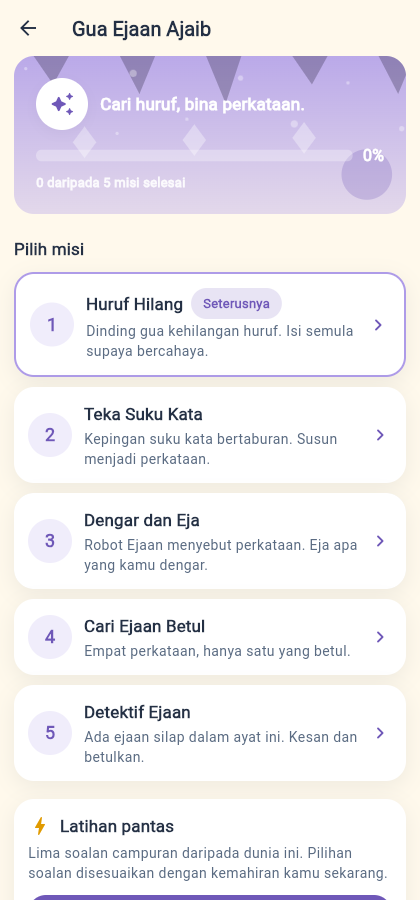 Gua Ejaan Ajaib
Cari huruf, bina perkataan.
0%
0 daripada 5 misi selesai
Pilih misi
1
Huruf Hilang
Seterusnya
Dinding gua kehilangan huruf. Isi semula
supaya bercahaya.
2
Teka Suku Kata
Kepingan suku kata bertaburan. Susun
menjadi perkataan.
3
Dengar dan Eja
Robot Ejaan menyebut perkataan. Eja apa
yang kamu dengar.
4
Cari Ejaan Betul
Empat perkataan, hanya satu yang betul.
5
Detektif Ejaan
Ada ejaan silap dalam ayat ini. Kesan dan
betulkan.
Latihan pantas
Lima soalan campuran daripada dunia ini. Pilihan
soalan disesuaikan dengan kemahiran kamu sekarang.